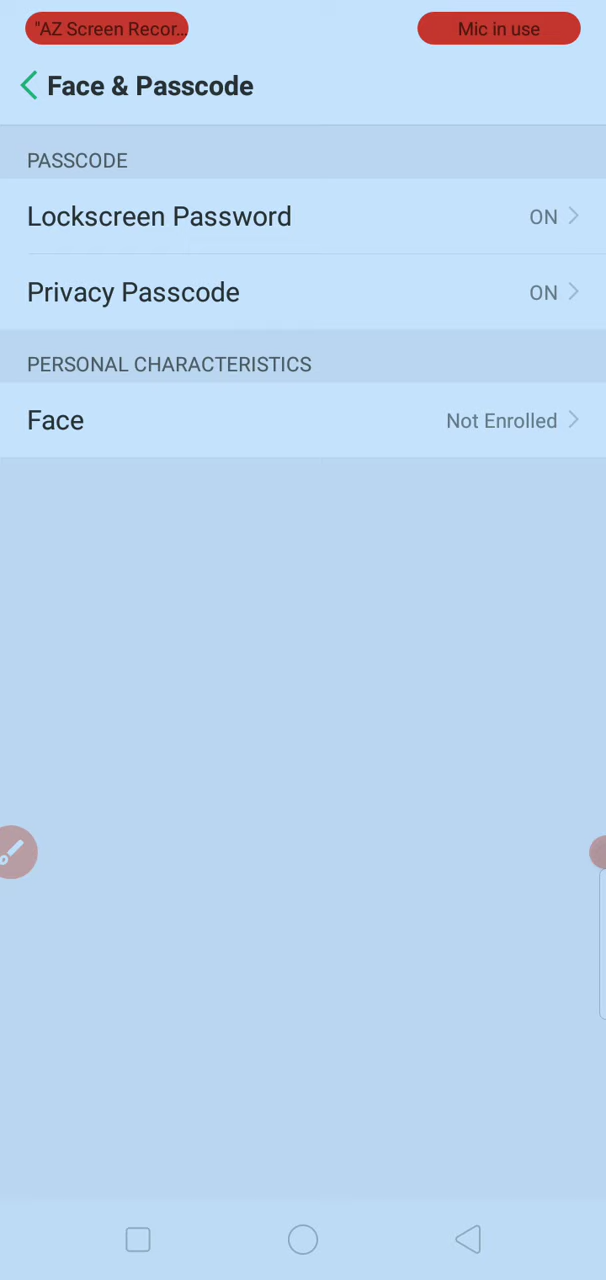 "AZ Screen Recor...
Mic in use
Face & Passcode
PASSCODE
Lockscreen Password ON
Privacy Passcode ON
PERSONAL CHARACTERISTICS
Face Not Enrolled